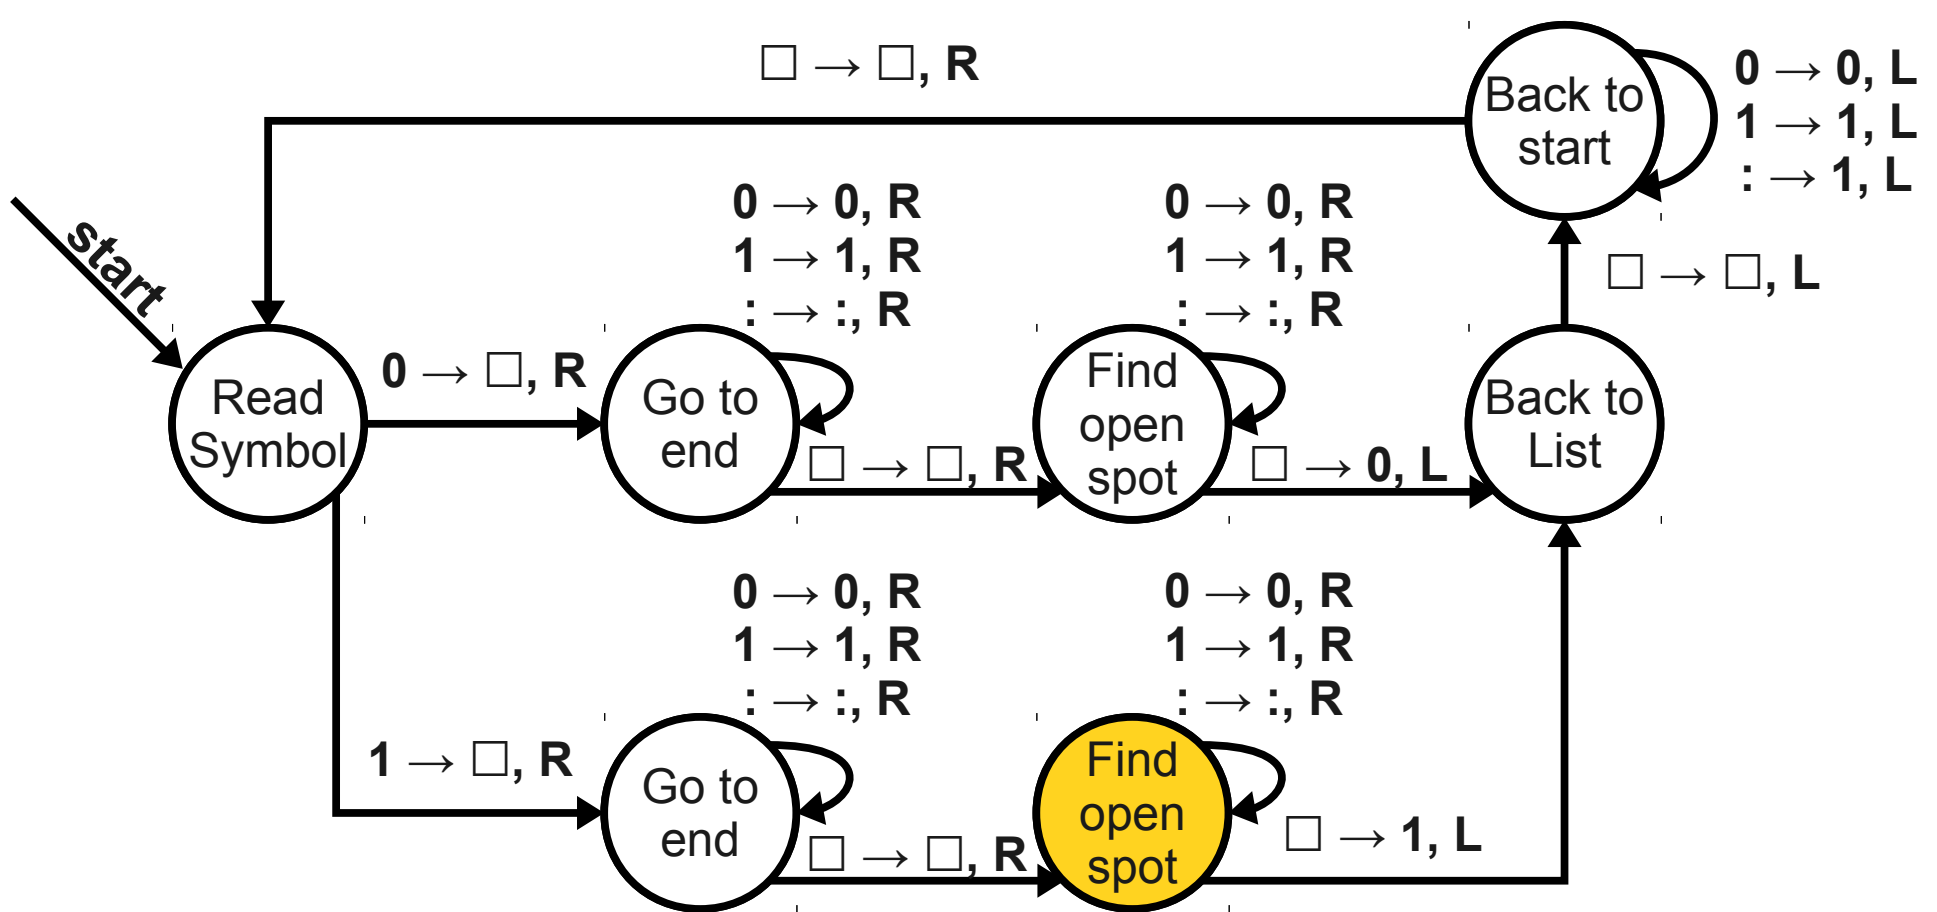 □ → □, R
Back to
start
0 → 0, L
1 → 1, L
: → 1, L
start
0 → 0, R
1 → 1, R
: → :, R
0 → 0, R
1 → 1, R
: → :, R
□ → □, L
Read
Symbol
0 → □, R
Go to
end
□ → □, R
Find
open
spot
□ → 0, L
Back to
List
0 → 0, R
1 → 1, R
: → :, R
0 → 0, R
1 → 1, R
: → :, R
1 → □, R
Go to
end
□ → □, R
Find
open
spot
□ → 1, L